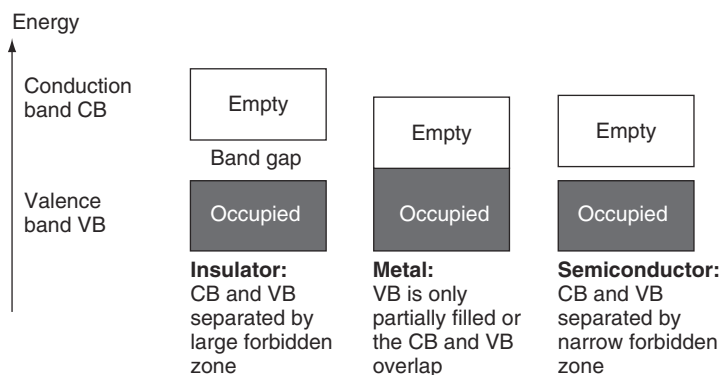 Energy
Conduction
band CB
Empty
Empty
Empty
Band gap
Valence
band VB
Occupied
Occupied
Occupied
Insulator:
CB and VB
separated by
large forbidden
zone
Metal:
VB is only
partially filled or
the CB and VB
overlap
Semiconductor:
CB and VB
separated by
narrow forbidden
zone